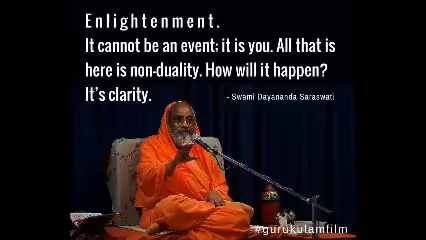 Enlightenment.
It cannot be an event; it is you. All that is
here is non-duality. How will it happen?
It's clarity.
- Swami Dayananda Saraswati
#gurukulamfilm